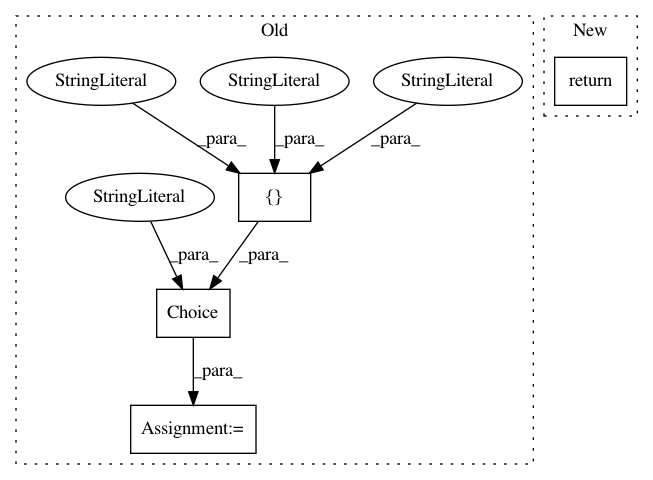 Old
New
StringLiteral
StringLiteral
StringLiteral
return
_para_
_para_
_para_
StringLiteral
{}
_para_
_para_
Choice
_para_
Assignment:=